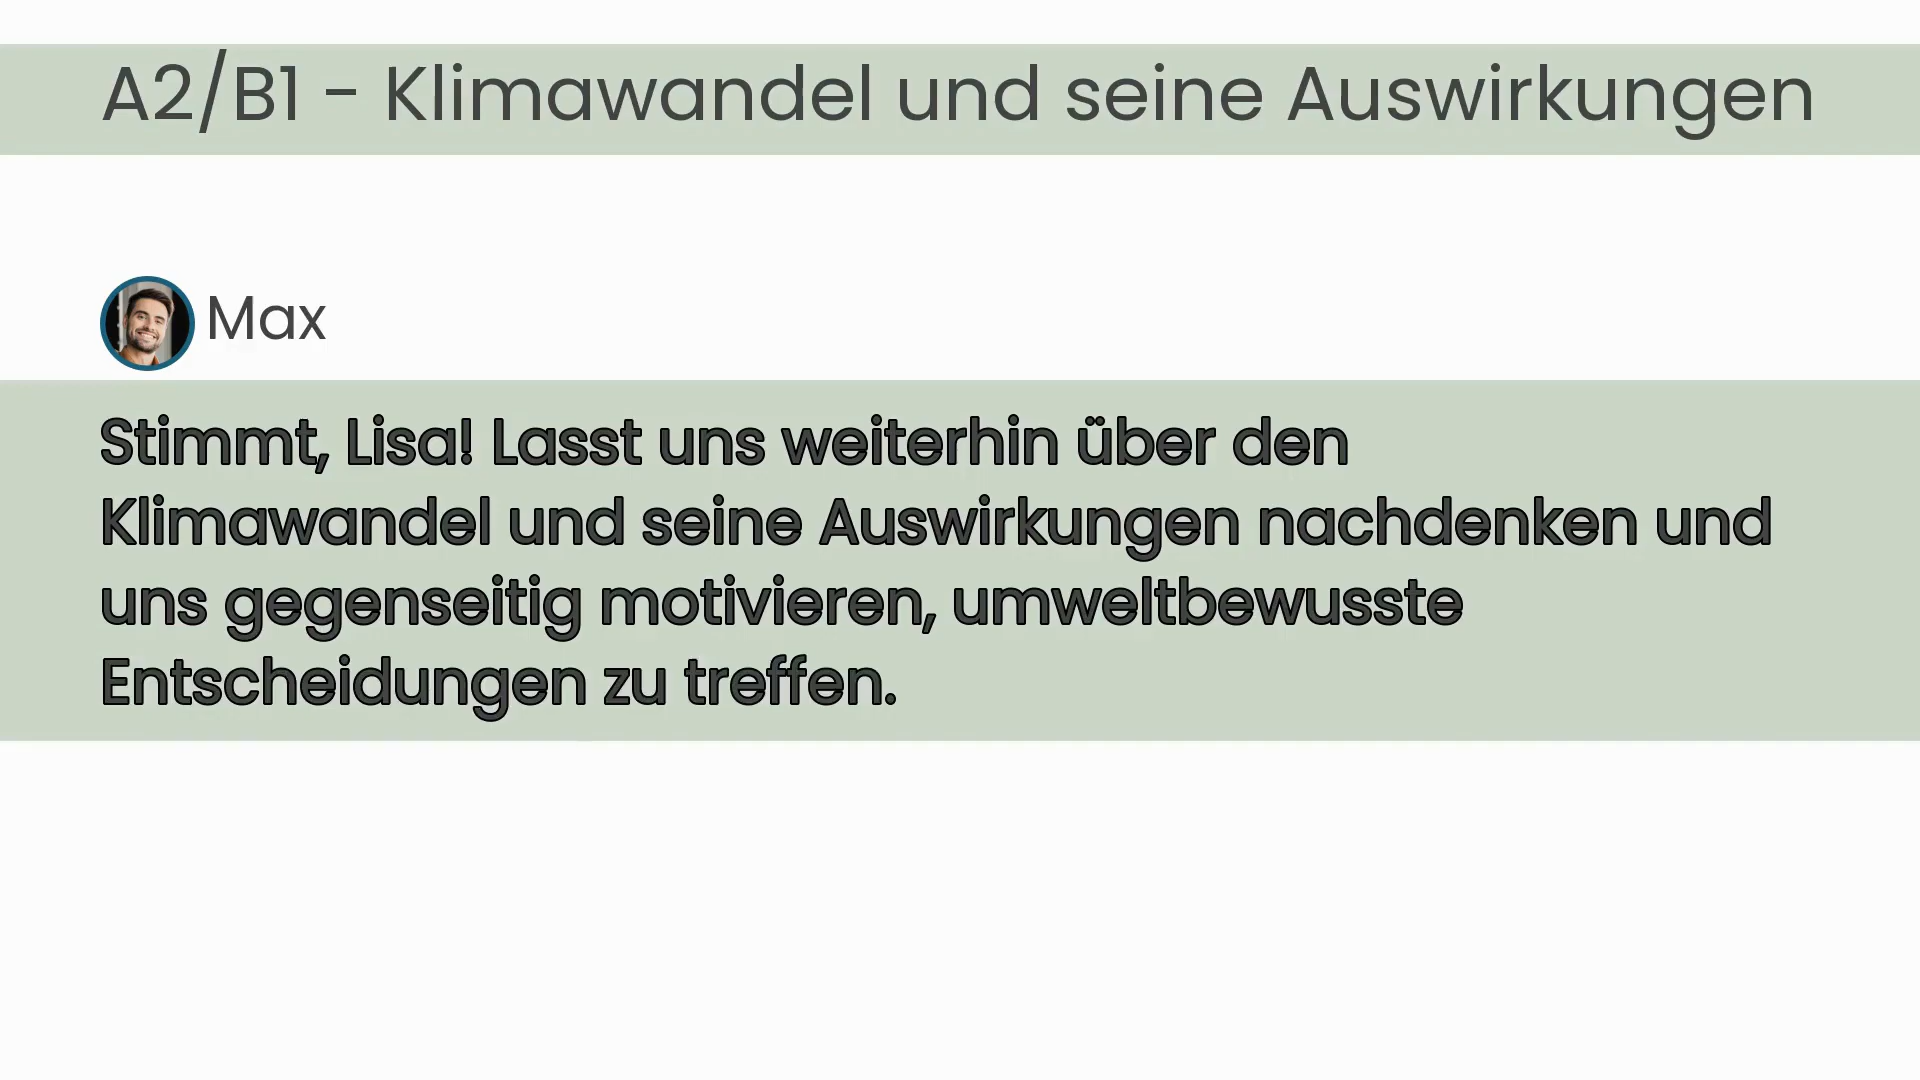 A2/B1 - Klimawandel und seine Auswirkungen
Max
Stimmt, Lisa! Lasst uns weiterhin über den
Klimawandel und seine Auswirkungen nachdenken und
uns gegenseitig motivieren, umweltbewusste
Entscheidungen zu treffen.